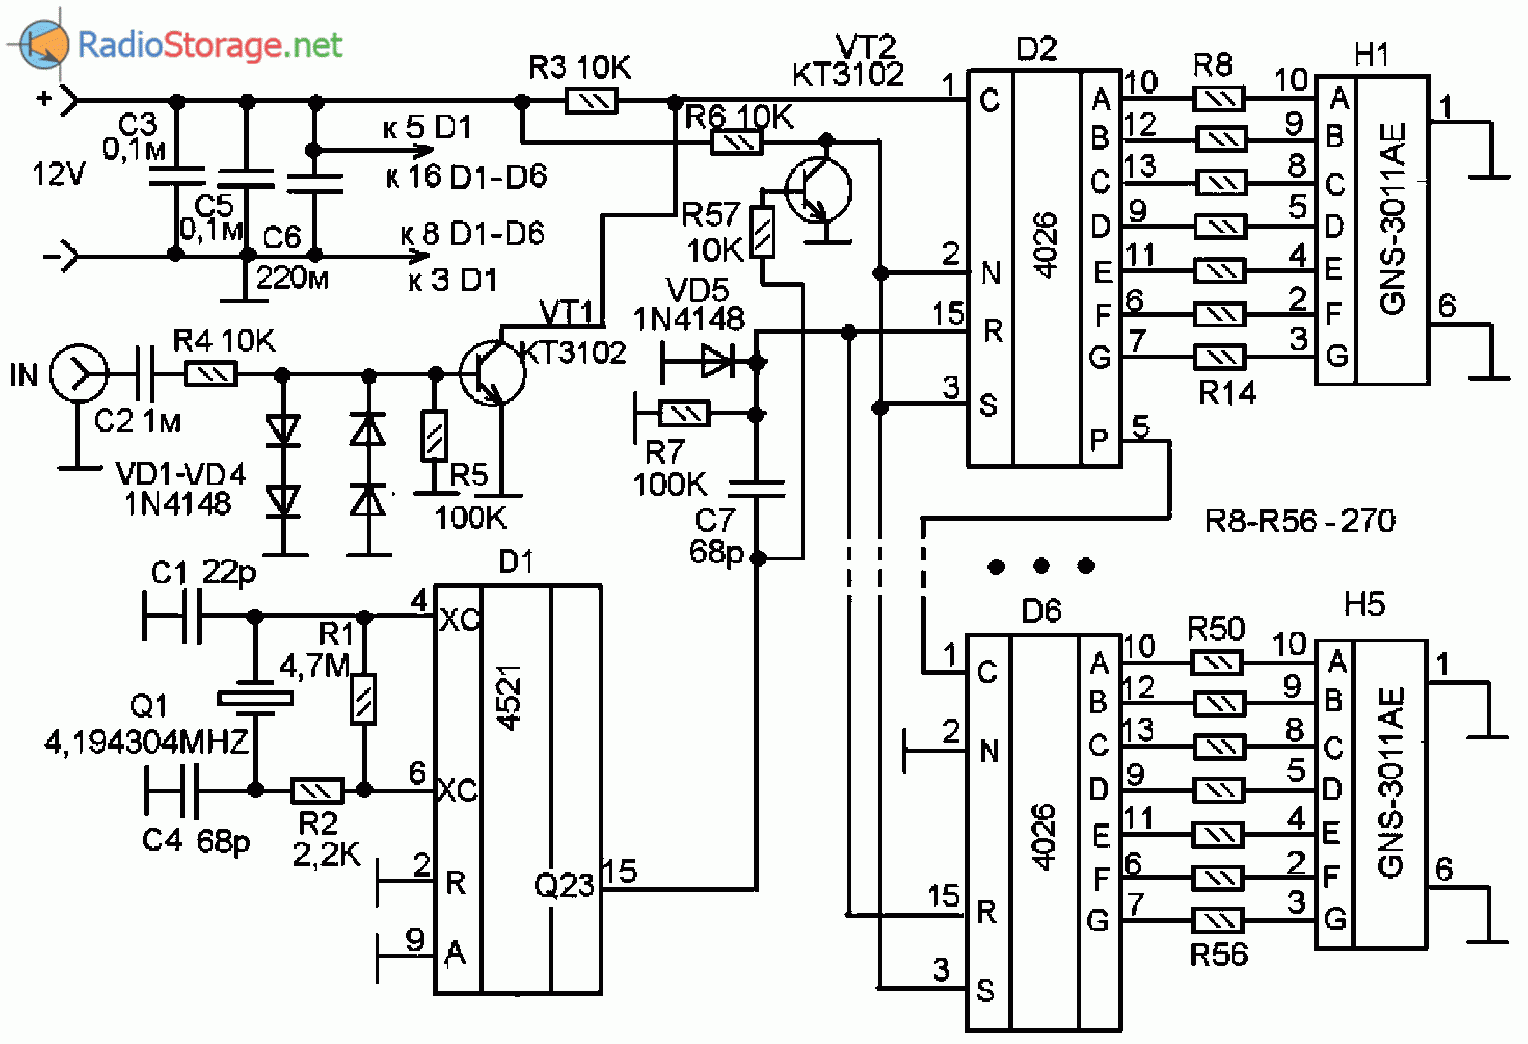 RadioStorage.net
+
12V
−
C3
0,1м
C5
0,1м
C6
220м
к 5 D1
к 16 D1-D6
к 8 D1-D6
к 3 D1
R3 10K
VT2
KT3102
R6 10K
R57
10K
VD5
1N4148
R7
100K
C7
68p
IN
C2 1м
R4 10K
VD1-VD4
1N4148
R5
100K
VT1
KT3102
C1 22p
R1
4,7M
Q1
4,194304MHZ
C4 68p
R2
2,2K
D1
4521
4 XC
6 XC
2 R
9 A
Q23 15
D2
4026
1 C
2 N
15 R
3 S
A 10
B 12
C 13
D 9
E 11
F 6
G 7
P 5
R8
R14
H1
GNS-3011AE
10 A
9 B
8 C
5 D
4 E
2 F
3 G
1
6
R8-R56 - 270
D6
4026
1 C
2 N
15 R
3 S
A 10
B 12
C 13
D 9
E 11
F 6
G 7
R50
R56
H5
GNS-3011AE
10 A
9 B
8 C
5 D
4 E
2 F
3 G
1
6